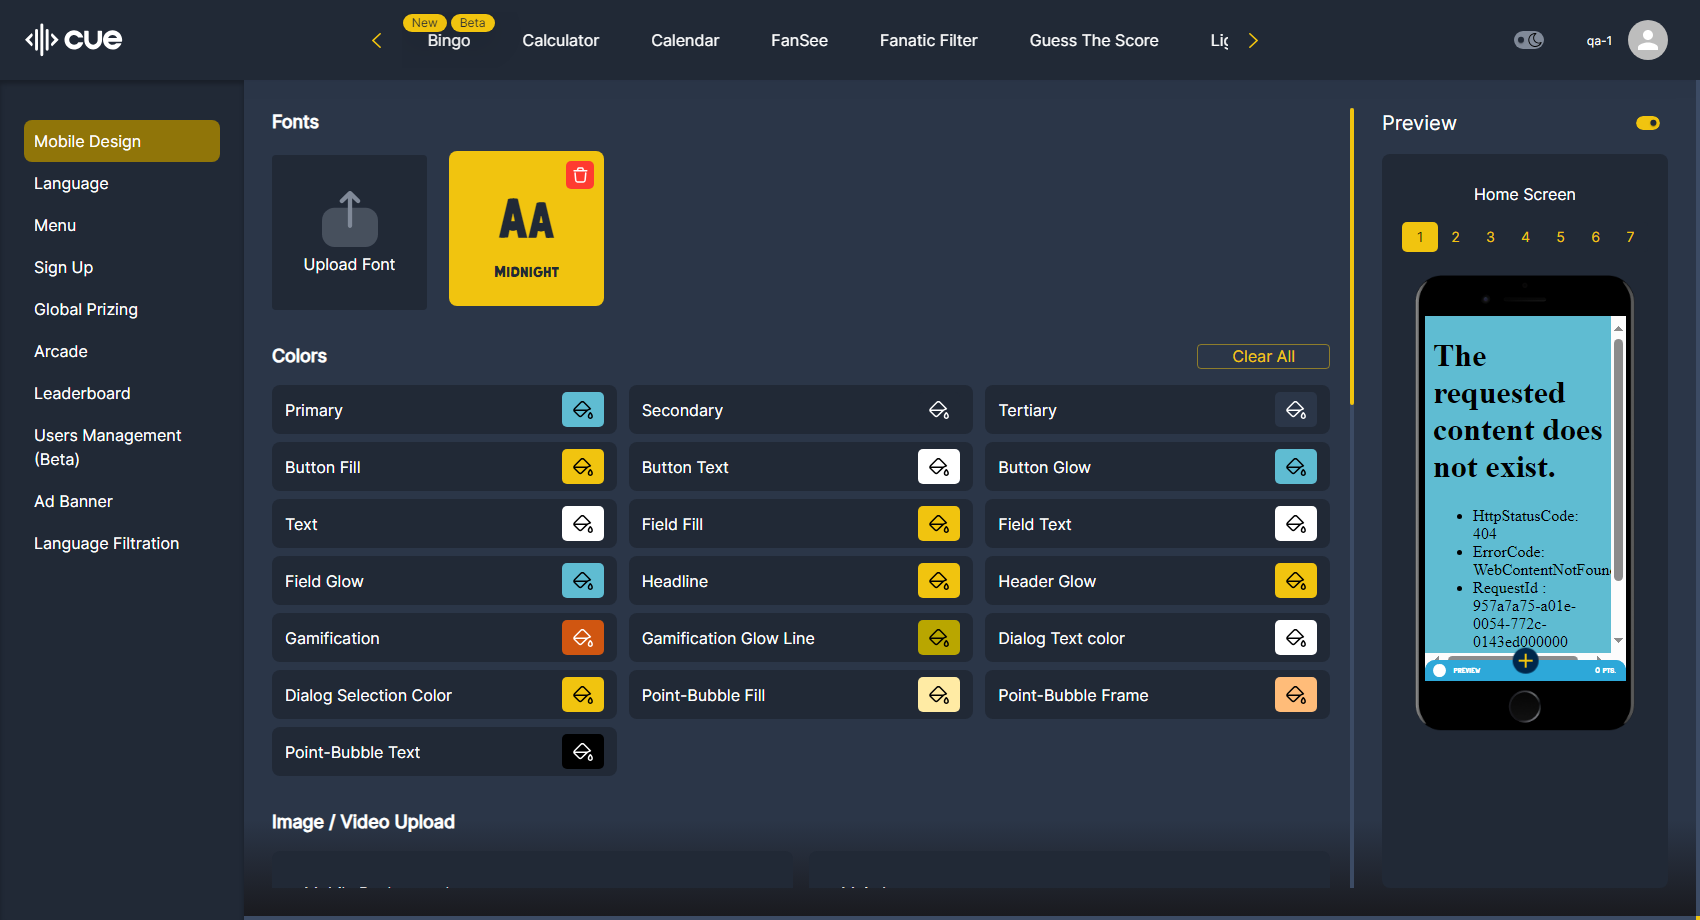 cue
New Beta
Bingo
Calculator
Calendar
FanSee
Fanatic Filter
Guess The Score
qa-1
Mobile Design
Language
Menu
Sign Up
Global Prizing
Arcade
Leaderboard
Users Management
(Beta)
Ad Banner
Language Filtration
Fonts
Upload Font
AA
MIDNIGHT
Colors
Clear All
Primary
Secondary
Tertiary
Button Fill
Button Text
Button Glow
Text
Field Fill
Field Text
Field Glow
Headline
Header Glow
Gamification
Gamification Glow Line
Dialog Text color
Dialog Selection Color
Point-Bubble Fill
Point-Bubble Frame
Point-Bubble Text
Image / Video Upload
Preview
Home Screen
1 2 3 4 5 6 7
The
requested
content does
not exist.
HttpStatusCode:
404
ErrorCode:
WebContentNotFoun
RequestId :
957a7a75-a01e-
0054-772c-
0143ed000000
PREVIEW
0 PTS.